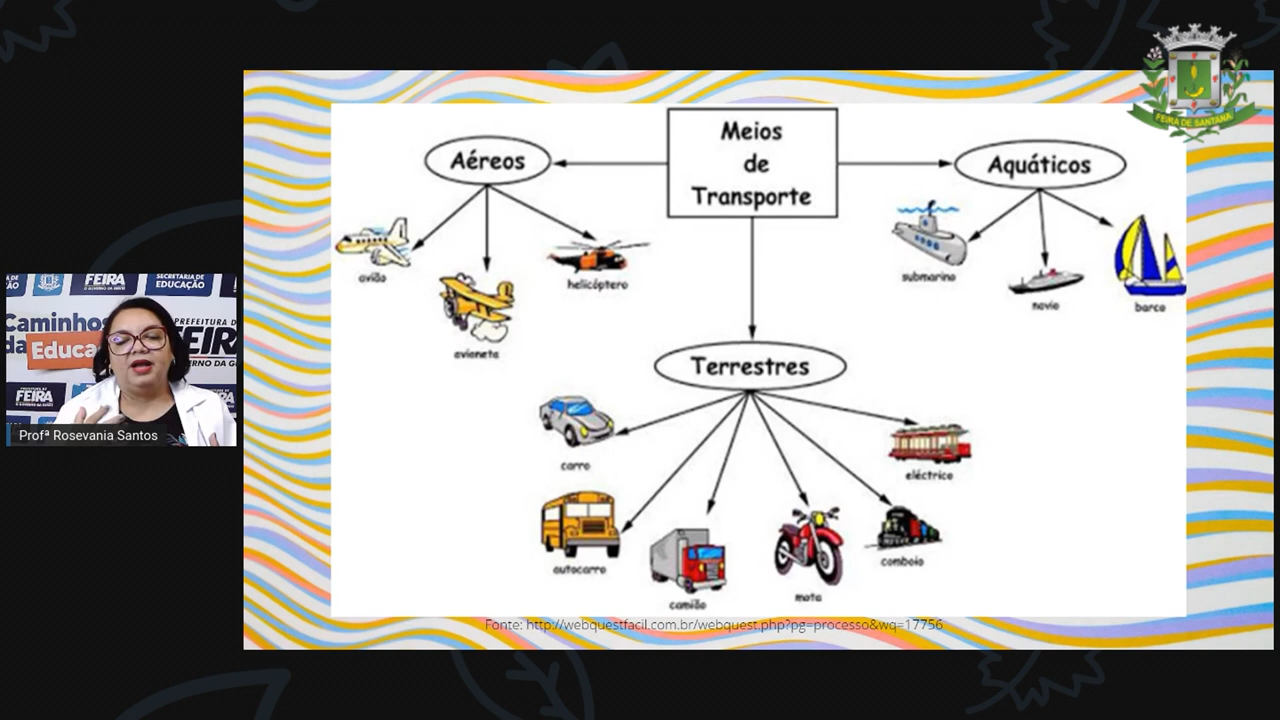 FEIRA DE SANTANA
Meios
de
Transporte
Aéreos
Aquáticos
avião
avioneta
helicóptero
submarino
navio
barco
Terrestres
carro
autocarro
camião
mota
comboio
eléctrico
Fonte: http://webquestfacil.com.br/webquest.php?pg=processo&wq=17756
FEIRA
SECRETARIA DE
EDUCAÇÃO
Caminhos
da Educa
PREFEITURA D
FEIRA
Profª Rosevania Santos